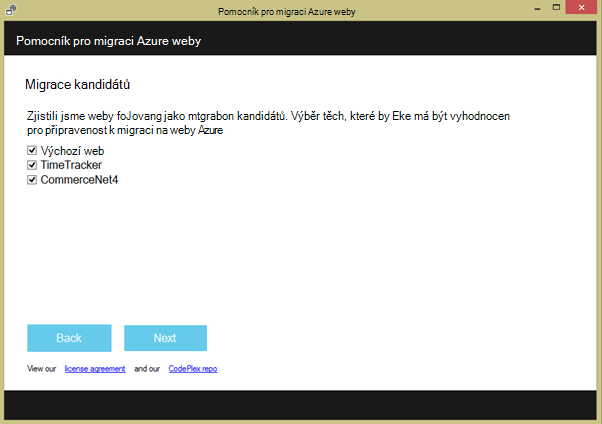 Pomocník pro migraci Azure weby
Pomocník pro migraci Azure weby
Migrace kandidátů
Zjistili jsme weby foJovang jako mtgrabon kandidátů. Výběr těch, které by Eke má být vyhodnocen
pro připravenost k migraci na weby Azure
Výchozí web
TimeTracker
CommerceNet4
Back Next
View our license agreement and our CodePlex repo